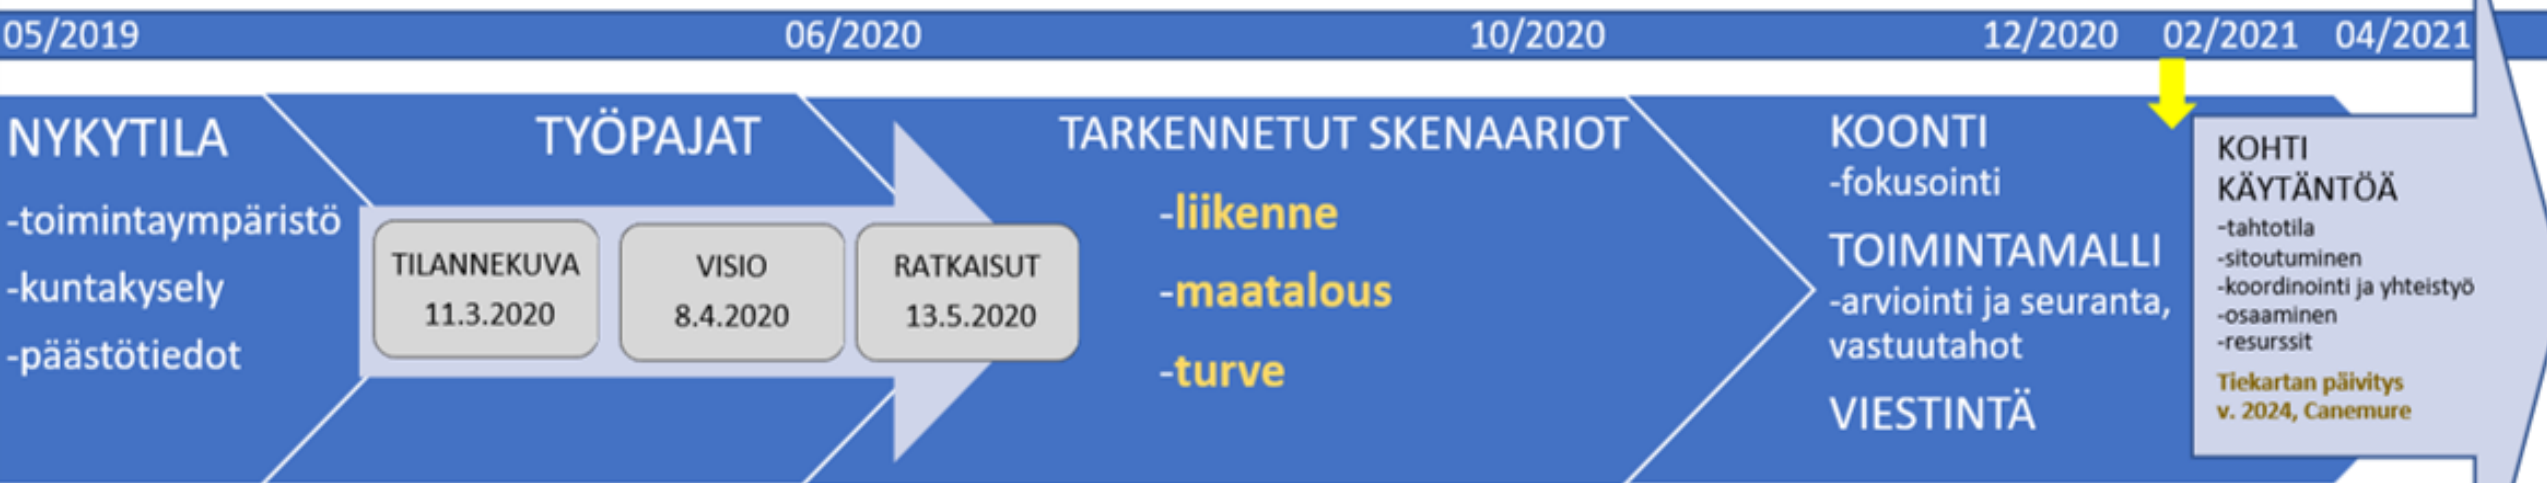 05/2019
06/2020
10/2020
12/2020
02/2021
04/2021
NYKYTILA
-toimintaympäristö
-kuntakysely
-päästötiedot
TYÖPAJAT
TILANNEKUVA
11.3.2020
VISIO
8.4.2020
RATKAISUT
13.5.2020
TARKENNETUT SKENAARIOT
-liikenne
-maatalous
-turve
KOONTI
-fokusointi
TOIMINTAMALLI
-arviointi ja seuranta,
vastuutahot
VIESTINTÄ
KOHTI
KÄYTÄNTÖÄ
-tahtotila
-sitoutuminen
-koordinointi ja yhteistyö
-osaaminen
-resurssit
Tiekartan päivitys
v. 2024, Canemure